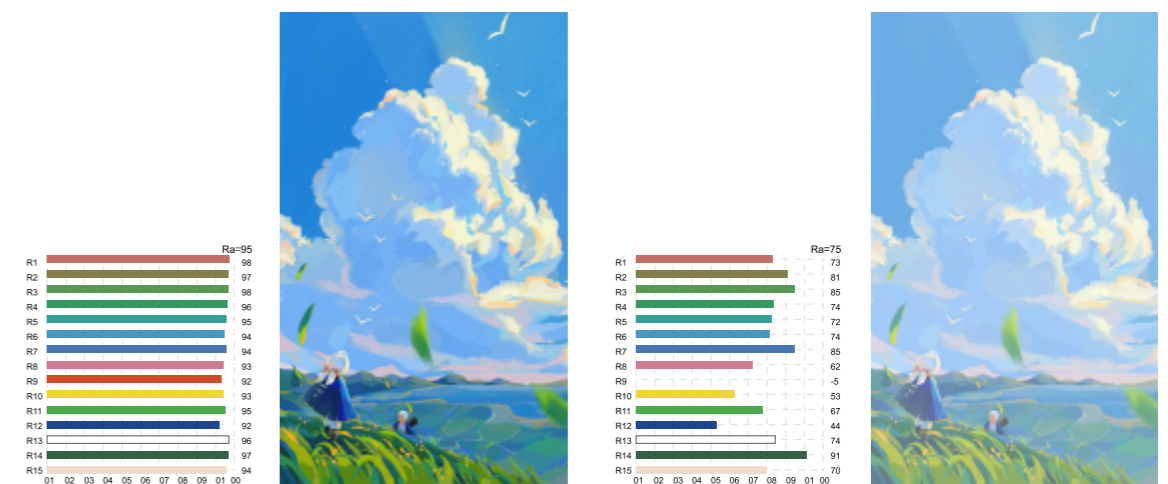 Ra=95
R1 98
R2 97
R3 98
R4 96
R5 95
R6 94
R7 94
R8 93
R9 92
R10 93
R11 95
R12 92
R13 96
R14 97
R15 94
01 02 03 04 05 06 07 08 09 01 00
Ra=75
R1 73
R2 81
R3 85
R4 74
R5 72
R6 74
R7 85
R8 62
R9 -5
R10 53
R11 67
R12 44
R13 74
R14 91
R15 70
01 02 03 04 05 06 07 08 09 01 00